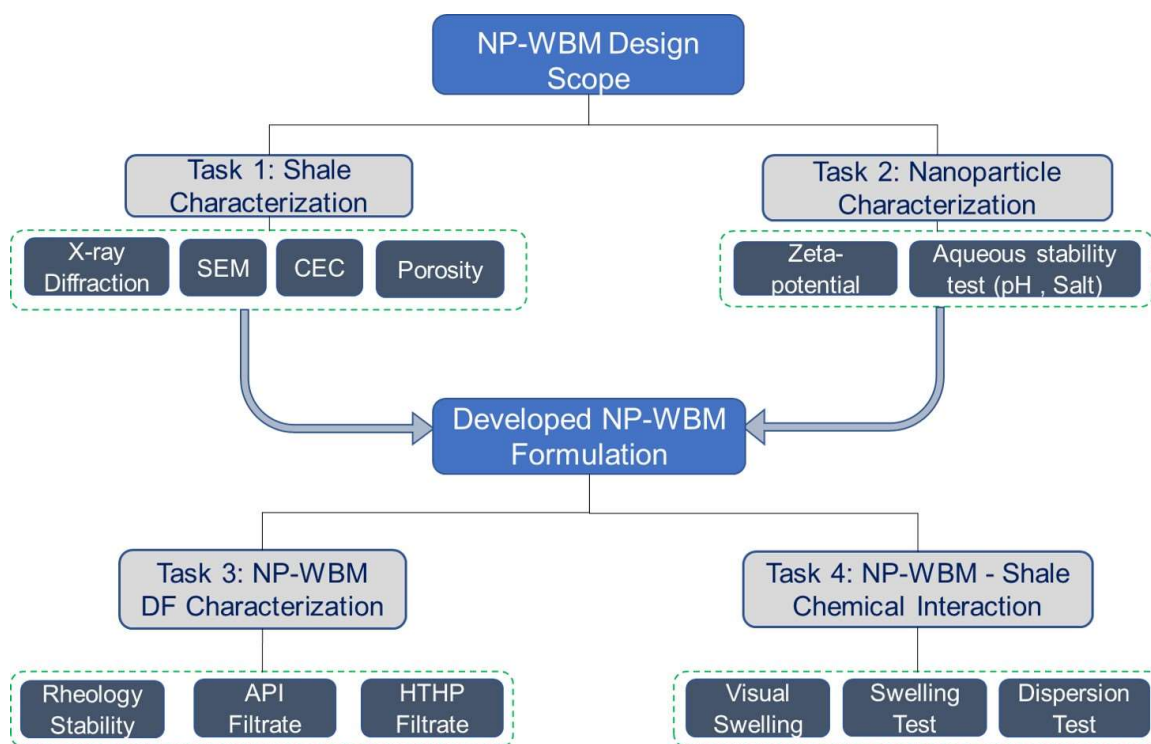 NP-WBM Design
Scope
Task 1: Shale
Characterization
Task 2: Nanoparticle
Characterization
X-ray
Diffraction
SEM
CEC
Porosity
Zeta-
potential
Aqueous stability
test (pH , Salt)
Developed NP-WBM
Formulation
Task 3: NP-WBM
DF Characterization
Task 4: NP-WBM - Shale
Chemical Interaction
Rheology
Stability
API
Filtrate
HTHP
Filtrate
Visual
Swelling
Swelling
Test
Dispersion
Test